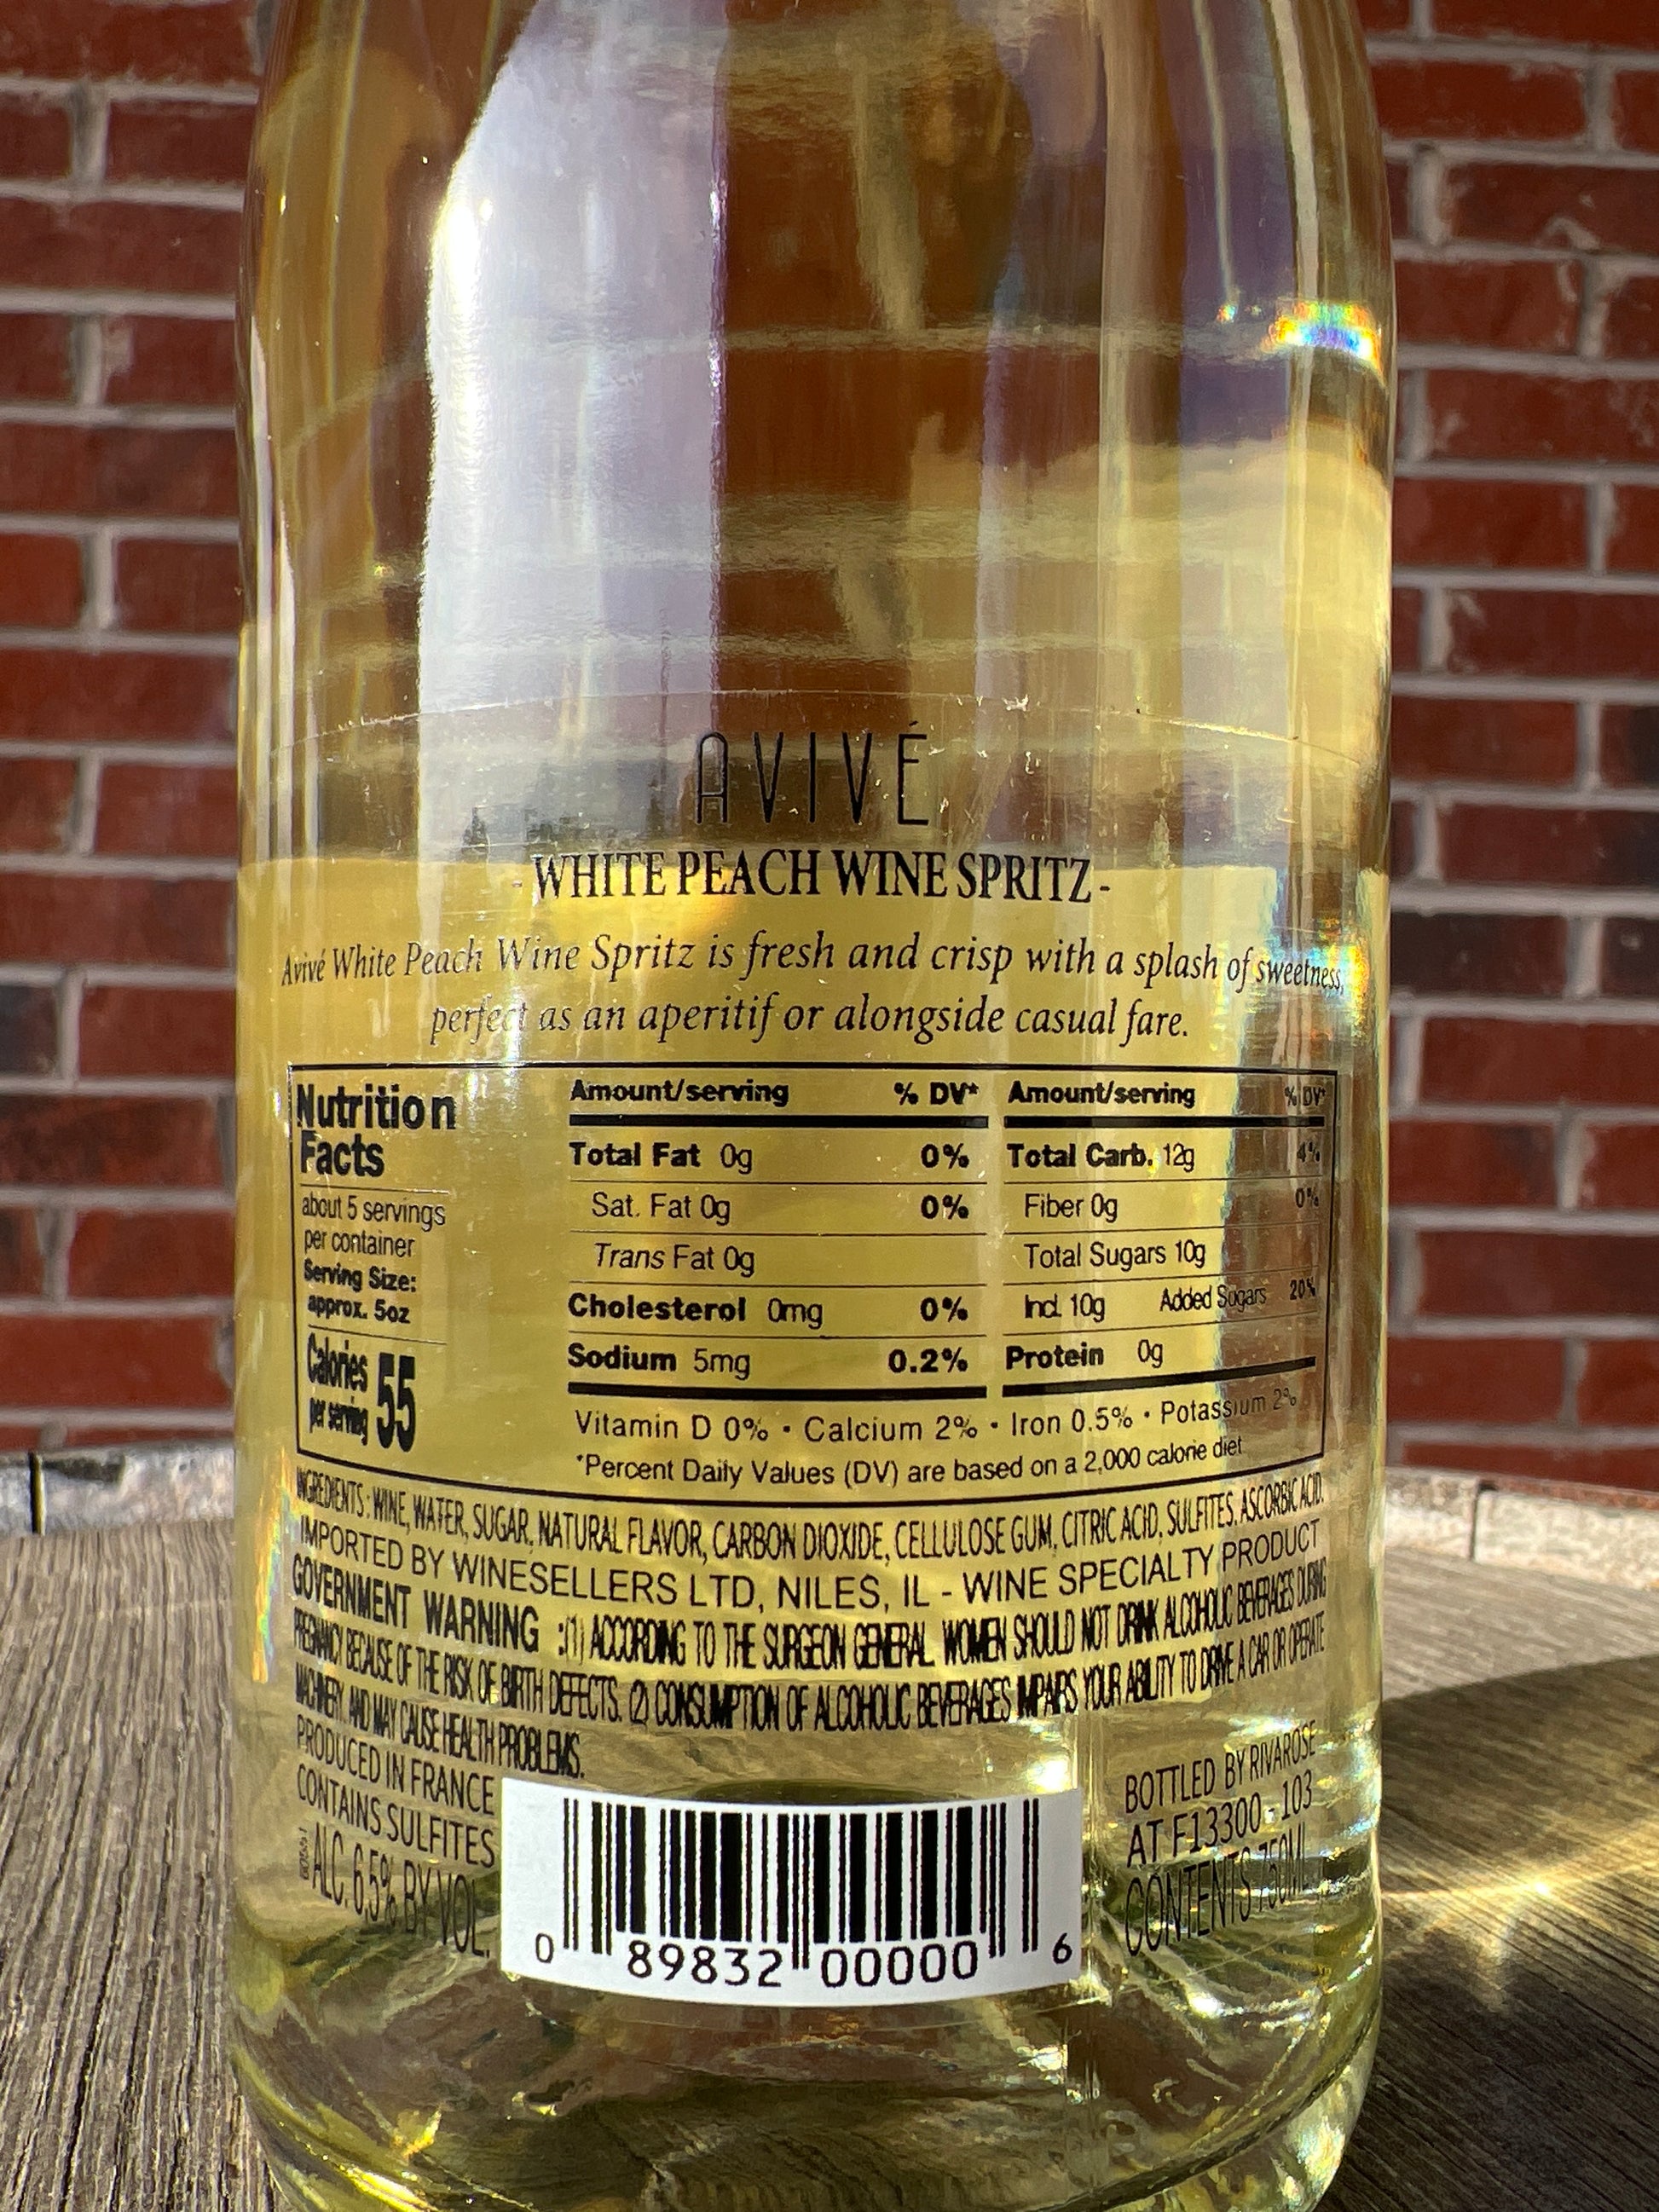 AVIVÉ
- WHITE PEACH WINE SPRITZ -
Avivé White Peach Wine Spritz is fresh and crisp with a splash of sweetness,
perfect as an aperitif or alongside casual fare.
Nutrition
Facts
about 5 servings
per container
Serving Size:
approx. 5oz
Calories
per serving 55
Amount/serving % DV*
Total Fat 0g 0%
Sat. Fat 0g 0%
Trans Fat 0g
Cholesterol 0mg 0%
Sodium 5mg 0.2%
Amount/serving % DV*
Total Carb. 12g 4%
Fiber 0g 0%
Total Sugars 10g
Incl. 10g Added Sugars 20%
Protein 0g
Vitamin D 0% • Calcium 2% • Iron 0.5% • Potassium 2%
*Percent Daily Values (DV) are based on a 2,000 calorie diet
INGREDIENTS: WINE, WATER, SUGAR, NATURAL FLAVOR, CARBON DIOXIDE, CELLULOSE GUM, CITRIC ACID, SULFITES, ASCORBIC ACID.
IMPORTED BY WINESELLERS LTD, NILES, IL - WINE SPECIALTY PRODUCT
GOVERNMENT WARNING :(1) ACCORDING TO THE SURGEON GENERAL WOMEN SHOULD NOT DRINK ALCOHOLIC BEVERAGES DURING
PREGNANCY BECAUSE OF THE RISK OF BIRTH DEFECTS. (2) CONSUMPTION OF ALCOHOLIC BEVERAGES IMPAIRS YOUR ABILITY TO DRIVE A CAR OR OPERATE
MACHINERY. AND MAY CAUSE HEALTH PROBLEMS.
PRODUCED IN FRANCE
CONTAINS SULFITES
ALC. 6,5% BY VOL.
0 89832 00000 6
BOTTLED BY RIVAROSE
AT F13300 - 103
CONTENTS 750ML